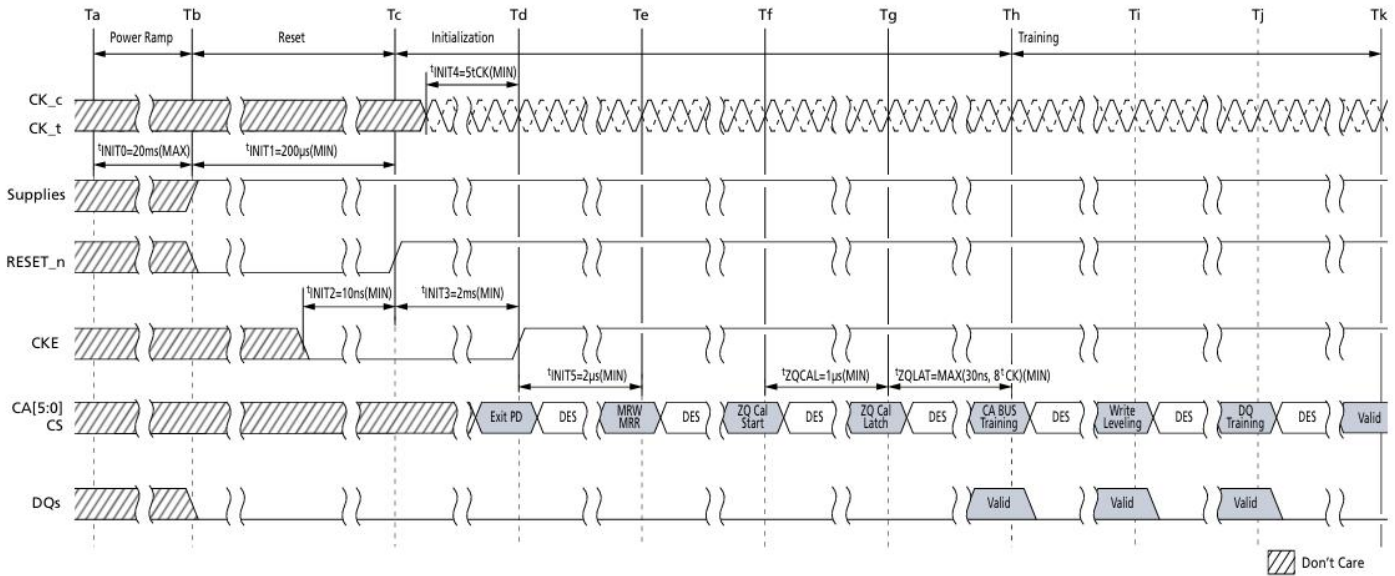 Ta Tb Tc Td Te Tf Tg Th Ti Tj Tk
Power Ramp Reset Initialization Training
tINIT4=5tCK(MIN)
CK_c
CK_t
tINIT0=20ms(MAX) tINIT1=200μs(MIN)
Supplies
RESET_n
tINIT2=10ns(MIN) tINIT3=2ms(MIN)
CKE
tINIT5=2μs(MIN) tZQCAL=1μs(MIN) tZQLAT=MAX(30ns, 8tCK)(MIN)
CA[5:0]
CS
Exit PD DES MRW MRR DES ZQ Cal Start DES ZQ Cal Latch DES CA BUS Training DES Write Leveling DES DQ Training DES Valid
DQs Valid Valid Valid
Don't Care